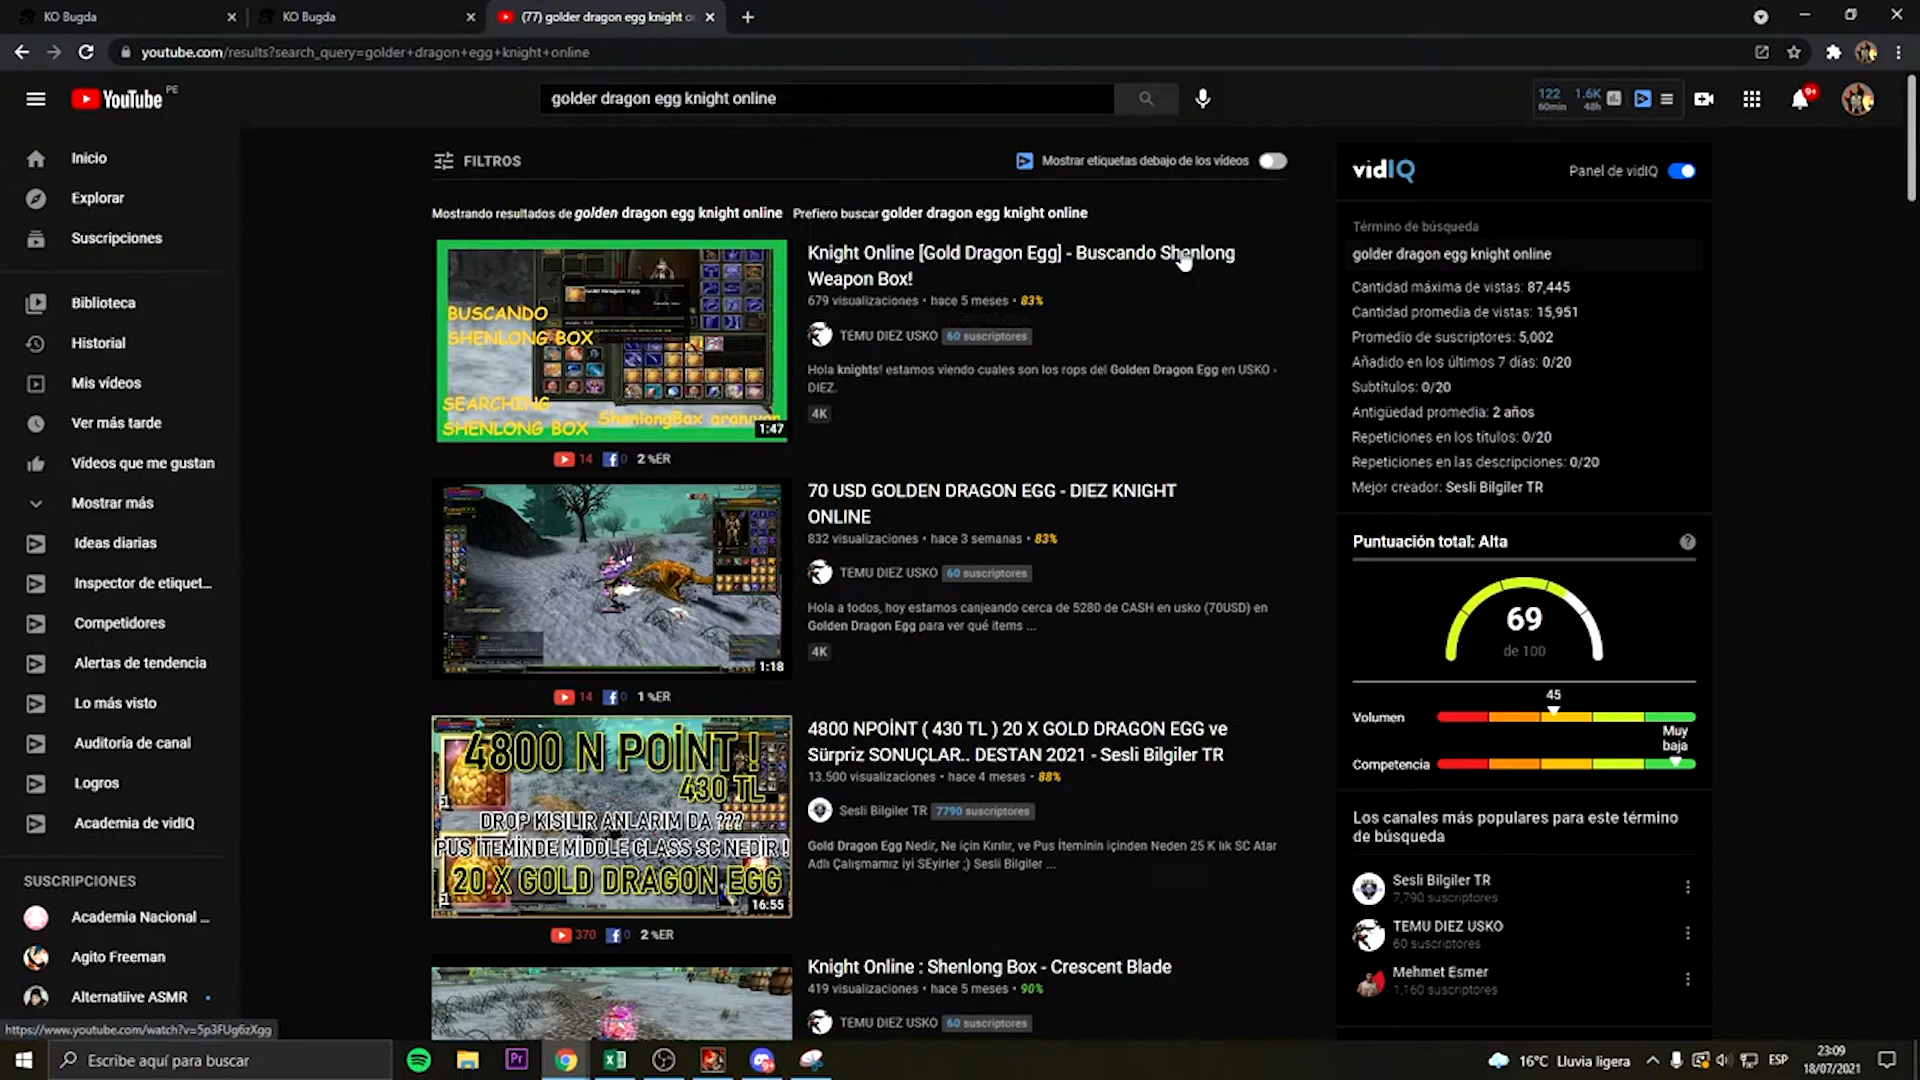 KO Bugda
KO Bugda
(77) golder dragon egg knight o
youtube.com/results?search_query=golder+dragon+egg+knight+online
YouTube
PE
golder dragon egg knight online
122
60min
1.6K
48h
9+
Inicio
Explorar
Suscripciones
Biblioteca
Historial
Mis vídeos
Ver más tarde
Vídeos que me gustan
Mostrar más
Ideas diarias
Inspector de etiquet...
Competidores
Alertas de tendencia
Lo más visto
Auditoría de canal
Logros
Academia de vidIQ
SUSCRIPCIONES
Academia Nacional ...
Agito Freeman
Alternatiive ASMR
https://www.youtube.com/watch?v=5p3FUg6zXgg
FILTROS
Mostrar etiquetas debajo de los vídeos
Mostrando resultados de golden dragon egg knight online
Prefiero buscar golder dragon egg knight online
BUSCANDO
SHENLONG BOX
SEARCHING
SHENLONG BOX
ShenlongBox araniyor
1:47
14
0
2 %ER
Knight Online [Gold Dragon Egg] - Buscando Shenlong
Weapon Box!
679 visualizaciones • hace 5 meses • 83%
TEMU DIEZ USKO 60 suscriptores
Hola knights! estamos viendo cuales son los rops del Golden Dragon Egg en USKO -
DIEZ.
4K
1:18
14
0
1 %ER
70 USD GOLDEN DRAGON EGG - DIEZ KNIGHT
ONLINE
832 visualizaciones • hace 3 semanas • 83%
TEMU DIEZ USKO 60 suscriptores
Hola a todos, hoy estamos canjeando cerca de 5280 de CASH en usko (70USD) en
Golden Dragon Egg para ver qué items ...
4K
4800 N POİNT !
430 TL
DROP KISILIR ANLARIM DA ???
PUS İTEMİNDE MİDDLE CLASS SC NEDİR !
20 X GOLD DRAGON EGG
16:55
370
0
2 %ER
4800 NPOİNT ( 430 TL ) 20 X GOLD DRAGON EGG ve
Sürpriz SONUÇLAR.. DESTAN 2021 - Sesli Bilgiler TR
13.500 visualizaciones • hace 4 meses • 88%
Sesli Bilgiler TR 7790 suscriptores
Gold Dragon Egg Nedir, Ne için Kırılır, ve Pus İteminin içinden Neden 25 K lık SC Atar
Adlı Çalışmamız iyi SEyirler ;) Sesli Bilgiler ...
Knight Online : Shenlong Box - Crescent Blade
419 visualizaciones • hace 5 meses • 90%
TEMU DIEZ USKO 60 suscriptores
vidIQ
Panel de vidIQ
Término de búsqueda
golder dragon egg knight online
Cantidad máxima de vistas: 87,445
Cantidad promedia de vistas: 15,951
Promedio de suscriptores: 5,002
Añadido en los últimos 7 días: 0/20
Subtítulos: 0/20
Antigüedad promedia: 2 años
Repeticiones en los títulos: 0/20
Repeticiones en las descripciones: 0/20
Mejor creador: Sesli Bilgiler TR
Puntuación total: Alta
69
de 100
45
Volumen
Muy
baja
Competencia
Los canales más populares para este término
de búsqueda
Sesli Bilgiler TR
7,790 suscriptores
TEMU DIEZ USKO
60 suscriptores
Mehmet Esmer
1,160 suscriptores
Escribe aquí para buscar
16°C Lluvia ligera
ESP
23:09
18/07/2021